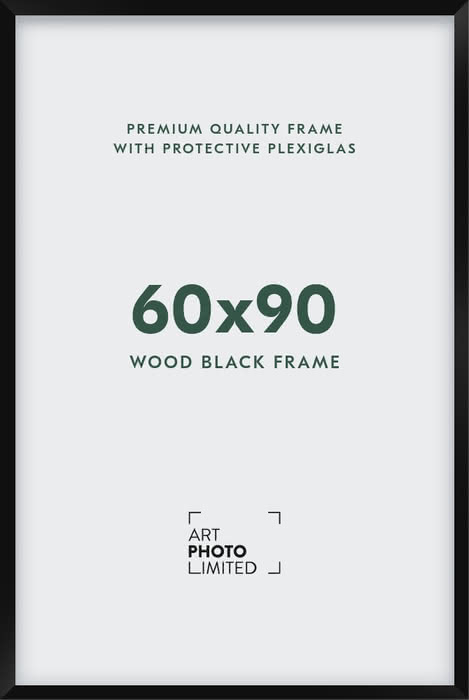 PREMIUM QUALITY FRAME
WITH PROTECTIVE PLEXIGLAS
60x90
WOOD BLACK FRAME
ART
PHOTO
LIMITED